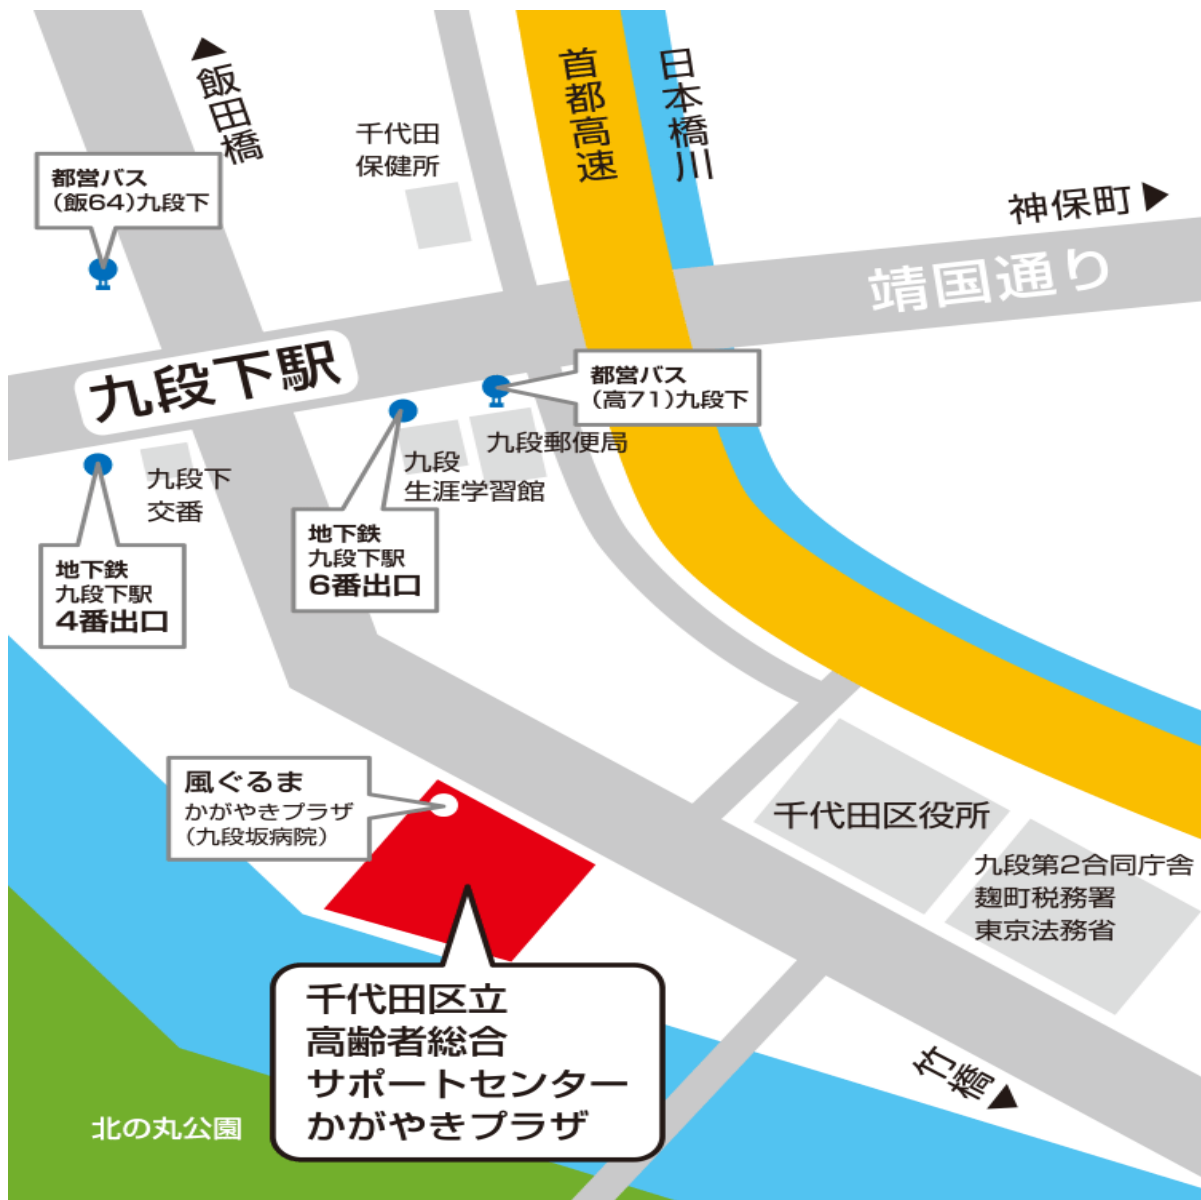 飯田橋
首都高速
日本橋川
千代田
保健所
都営バス
(飯64)九段下
神保町
靖国通り
九段下駅
都営バス
(高71)九段下
九段郵便局
九段
生涯学習館
九段下
交番
地下鉄
九段下駅
6番出口
地下鉄
九段下駅
4番出口
風ぐるま
かがやきプラザ
(九段坂病院)
千代田区役所
九段第2合同庁舎
麹町税務署
東京法務省
千代田区立
高齢者総合
サポートセンター
かがやきプラザ
竹橋
北の丸公園